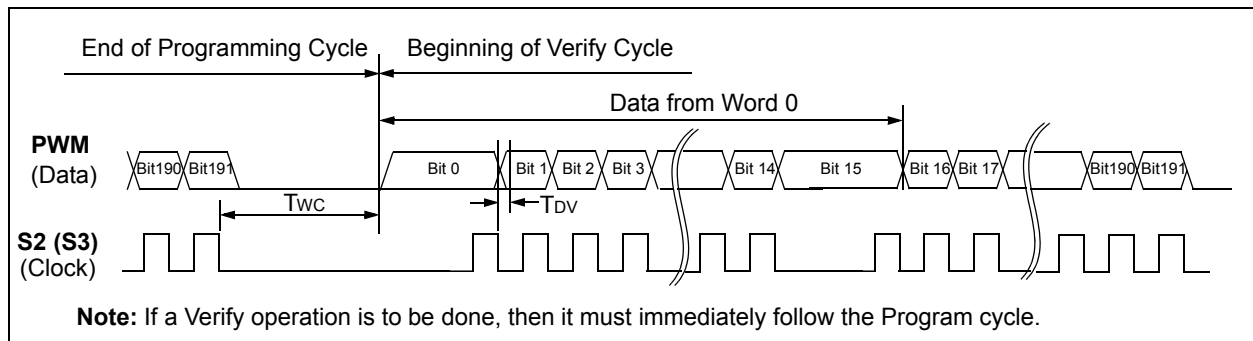 End of Programming Cycle
Beginning of Verify Cycle
Data from Word 0
PWM
(Data)
Bit190
Bit191
Bit 0
Bit 1
Bit 2
Bit 3
Bit 14
Bit 15
Bit 16
Bit 17
Bit190
Bit191
TWC
TDV
S2 (S3)
(Clock)
Note: If a Verify operation is to be done, then it must immediately follow the Program cycle.